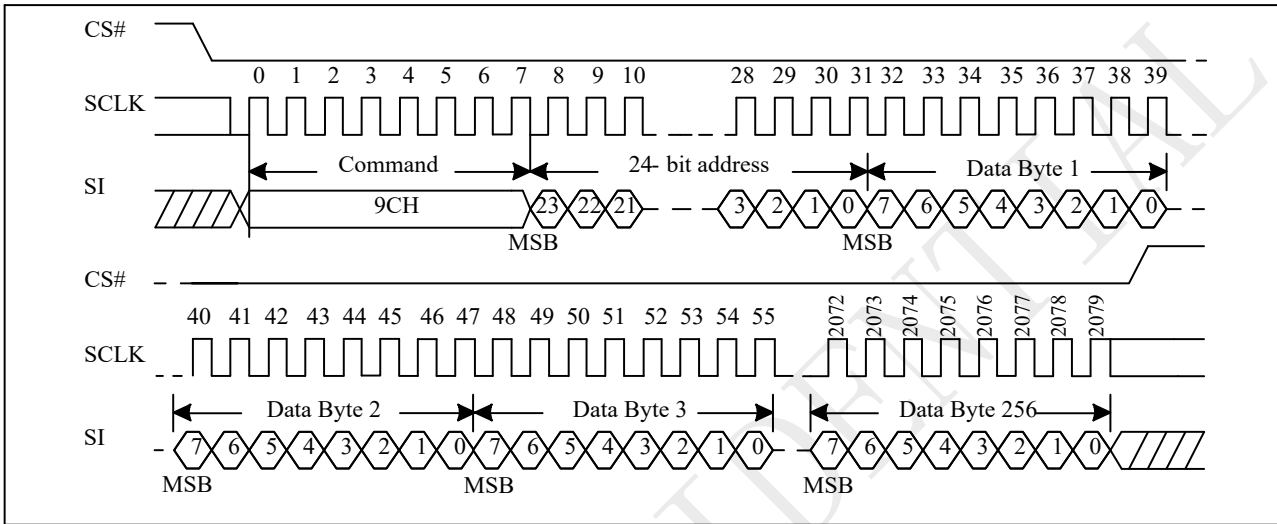 CS#
0 1 2 3 4 5 6 7 8 9 10 28 29 30 31 32 33 34 35 36 37 38 39
SCLK
Command 24- bit address Data Byte 1
SI
9CH 23 22 21 3 2 1 0 7 6 5 4 3 2 1 0
MSB MSB
CS#
40 41 42 43 44 45 46 47 48 49 50 51 52 53 54 55 2072 2073 2074 2075 2076 2077 2078 2079
SCLK
Data Byte 2 Data Byte 3 Data Byte 256
SI
7 6 5 4 3 2 1 0 7 6 5 4 3 2 1 0 7 6 5 4 3 2 1 0
MSB MSB MSB
IDENTIAL